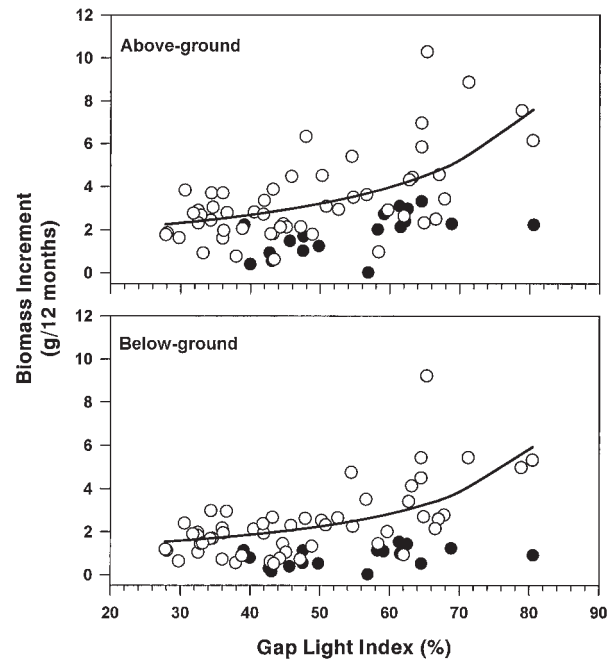 12
Above-ground
10
8
6
4
2
0
Biomass Increment
(g/12 months)
12
Below-ground
10
8
6
4
2
0
20 30 40 50 60 70 80 90
Gap Light Index (%)